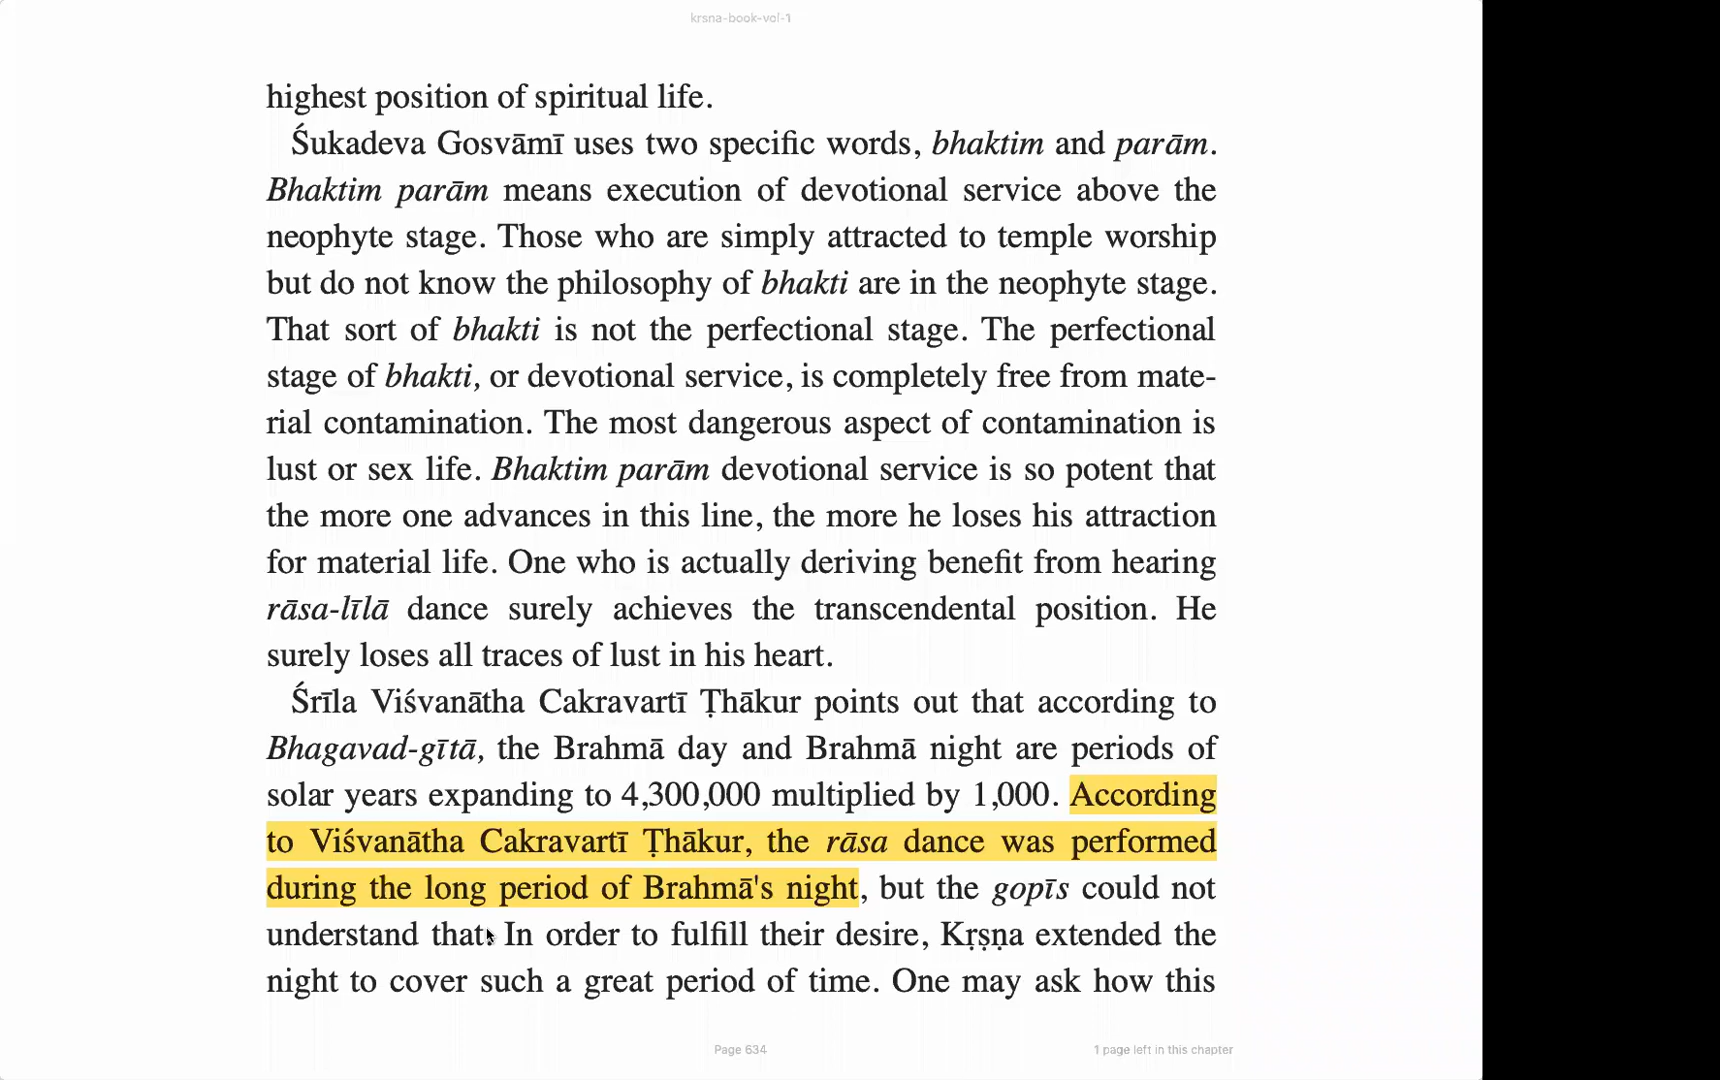 krsna-book-vol-1
highest position of spiritual life.
Śukadeva Gosvāmī uses two specific words, bhaktim and parām.
Bhaktim parām means execution of devotional service above the
neophyte stage. Those who are simply attracted to temple worship
but do not know the philosophy of bhakti are in the neophyte stage.
That sort of bhakti is not the perfectional stage. The perfectional
stage of bhakti, or devotional service, is completely free from mate-
rial contamination. The most dangerous aspect of contamination is
lust or sex life. Bhaktim parām devotional service is so potent that
the more one advances in this line, the more he loses his attraction
for material life. One who is actually deriving benefit from hearing
rāsa-līlā dance surely achieves the transcendental position. He
surely loses all traces of lust in his heart.
Śrīla Viśvanātha Cakravartī Ṭhākur points out that according to
Bhagavad-gītā, the Brahmā day and Brahmā night are periods of
solar years expanding to 4,300,000 multiplied by 1,000. According
to Viśvanātha Cakravartī Ṭhākur, the rāsa dance was performed
during the long period of Brahmā's night, but the gopīs could not
understand that. In order to fulfill their desire, Kṛṣṇa extended the
night to cover such a great period of time. One may ask how this
Page 634
1 page left in this chapter